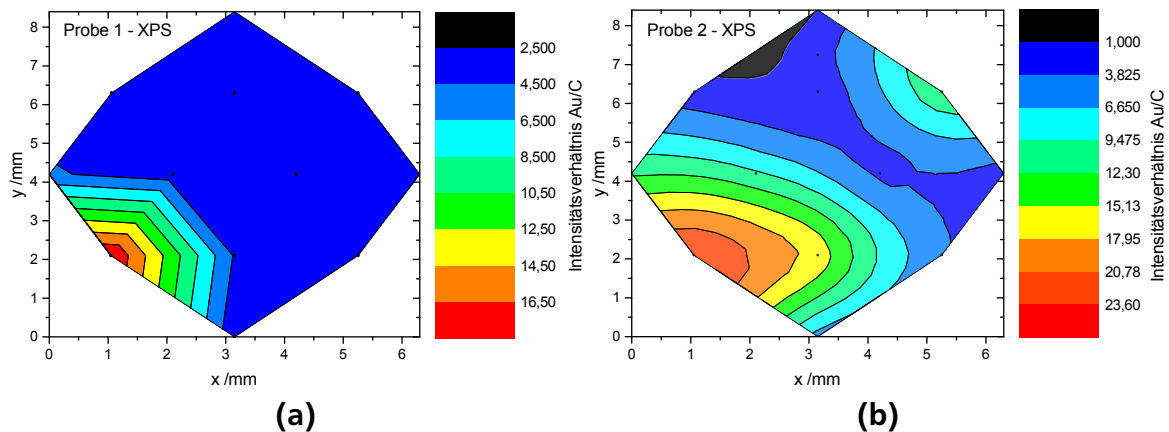 Probe 1 - XPS
8
7
6
5
4
3
2
1
0
y /mm
0 1 2 3 4 5 6
x /mm
2,500
4,500
6,500
8,500
10,50
12,50
14,50
16,50
Intensitätsverhältnis Au/C
(a)
Probe 2 - XPS
8
7
6
5
4
3
2
1
0
y /mm
0 1 2 3 4 5 6
x /mm
1,000
3,825
6,650
9,475
12,30
15,13
17,95
20,78
23,60
Intensitätsverhältnis Au/C
(b)